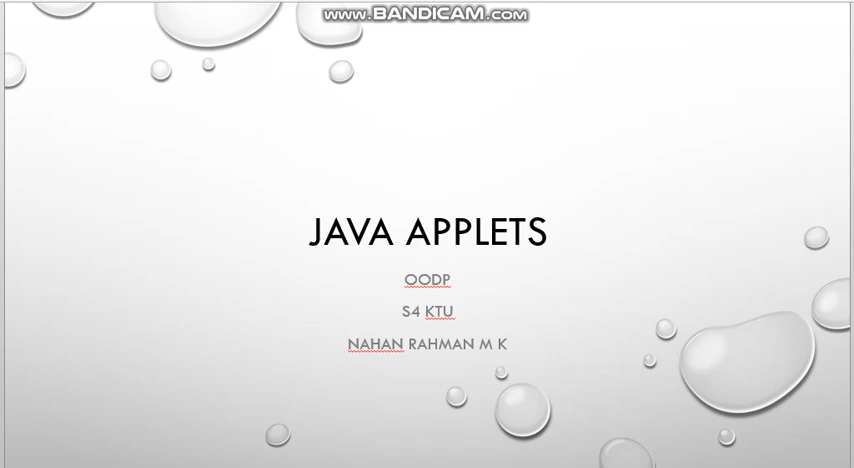 www.BANDICAM.com
JAVA APPLETS
OODP
S4 KTU
NAHAN RAHMAN M K